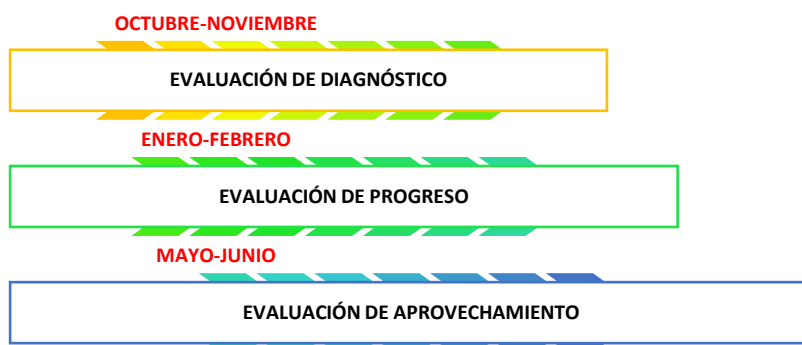 OCTUBRE-NOVIEMBRE
EVALUACIÓN DE DIAGNÓSTICO
ENERO-FEBRERO
EVALUACIÓN DE PROGRESO
MAYO-JUNIO
EVALUACIÓN DE APROVECHAMIENTO